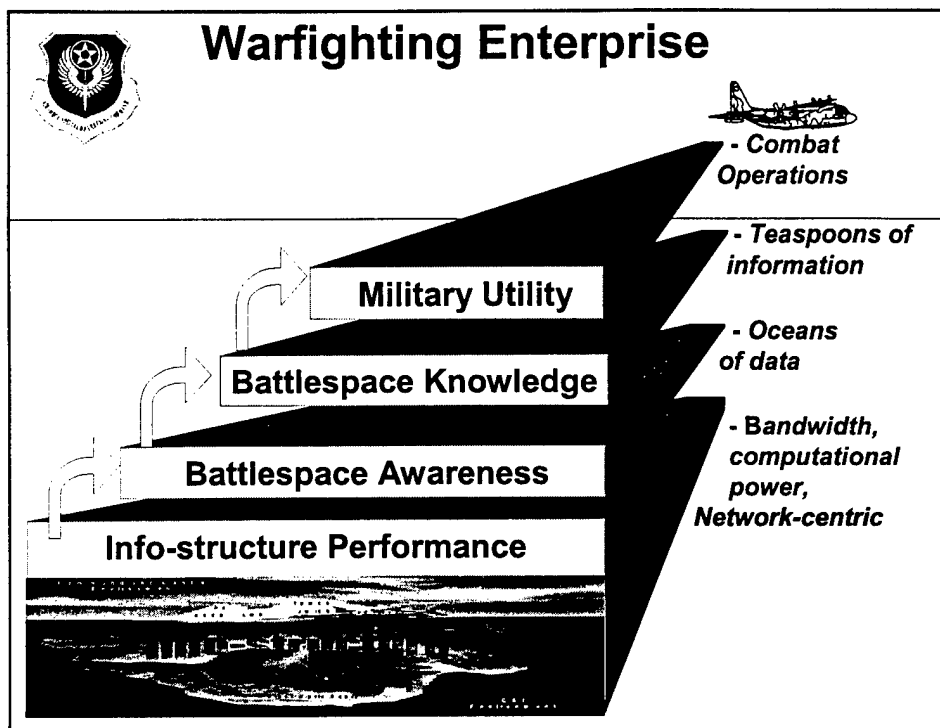 Warfighting Enterprise
- Combat
Operations
- Teaspoons of
information
Military Utility
- Oceans
of data
Battlespace Knowledge
- Bandwidth,
computational
power,
Network-centric
Battlespace Awareness
Info-structure Performance